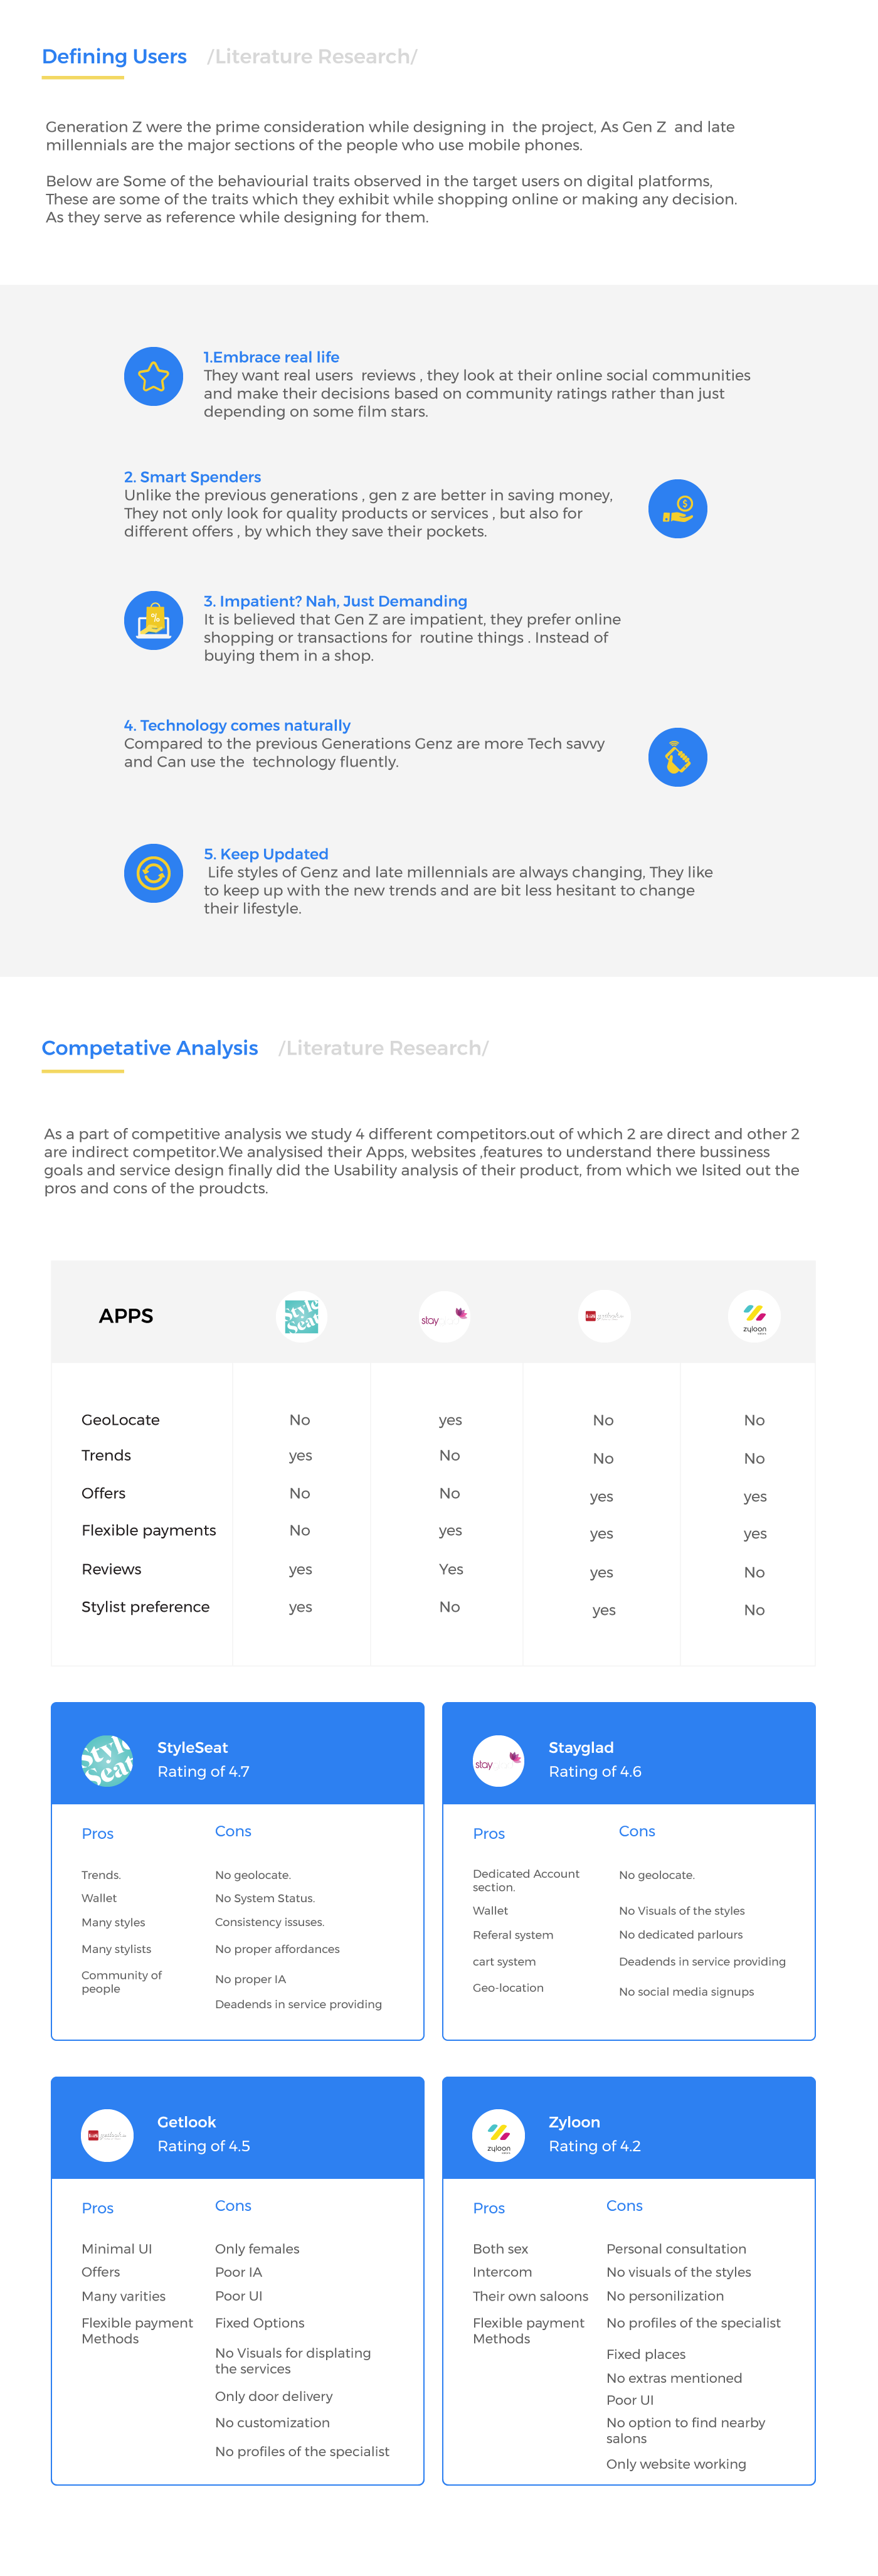 Defining Users /Literature Research/
Generation Z were the prime consideration while designing in the project, As Gen Z and late
millennials are the major sections of the people who use mobile phones.
Below are Some of the behaviourial traits observed in the target users on digital platforms,
These are some of the traits which they exhibit while shopping online or making any decision.
As they serve as reference while designing for them.
1.Embrace real life
They want real users reviews , they look at their online social communities
and make their decisions based on community ratings rather than just
depending on some film stars.
2. Smart Spenders
Unlike the previous generations , gen z are better in saving money,
They not only look for quality products or services , but also for
different offers , by which they save their pockets.
3. Impatient? Nah, Just Demanding
It is believed that Gen Z are impatient, they prefer online
shopping or transactions for routine things . Instead of
buying them in a shop.
4. Technology comes naturally
Compared to the previous Generations Genz are more Tech savvy
and Can use the technology fluently.
5. Keep Updated
Life styles of Genz and late millennials are always changing, They like
to keep up with the new trends and are bit less hesitant to change
their lifestyle.
Competative Analysis /Literature Research/
As a part of competitive analysis we study 4 different competitors.out of which 2 are direct and other 2
are indirect competitor.We analysised their Apps, websites ,features to understand there bussiness
goals and service design finally did the Usability analysis of their product, from which we lsited out the
pros and cons of the proudcts.
APPS Style Seat stay zyloon
GeoLocate No yes No No
Trends yes No No No
Offers No No yes yes
Flexible payments No yes yes yes
Reviews yes Yes yes No
Stylist preference yes No yes No
Style Seat
StyleSeat
Rating of 4.7
Pros Cons
Trends. No geolocate.
Wallet No System Status.
Many styles Consistency issuses.
Many stylists No proper affordances
Community of
people
No proper IA
Deadends in service providing
stay
Stayglad
Rating of 4.6
Pros Cons
Dedicated Account
section.
No geolocate.
Wallet No Visuals of the styles
Referal system No dedicated parlours
cart system Deadends in service providing
Geo-location No social media signups
Getlook
Rating of 4.5
Pros Cons
Minimal UI Only females
Offers Poor IA
Many varities Poor UI
Flexible payment
Methods
Fixed Options
No Visuals for displating
the services
Only door delivery
No customization
No profiles of the specialist
zyloon
Zyloon
Rating of 4.2
Pros Cons
Both sex Personal consultation
Intercom No visuals of the styles
Their own saloons No personilization
Flexible payment
Methods
No profiles of the specialist
Fixed places
No extras mentioned
Poor UI
No option to find nearby
salons
Only website working